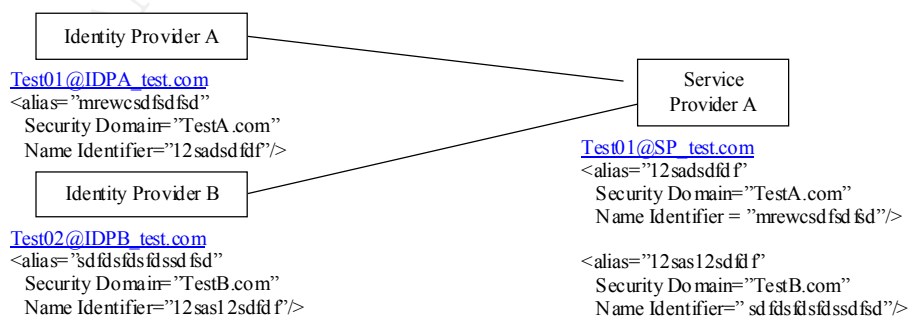 Identity Provider A
Test01@IDPA_test.com
<alias="mrewcsdfsdfsd"
Security Domain="TestA.com"
Name Identifier="12sadsdfdf"/>
Identity Provider B
Test02@IDPB_test.com
<alias="sdfdsfdsfdssdfsd"
Security Domain="TestB.com"
Name Identifier="12sas12sdfdf"/>
Service
Provider A
Test01@SP_test.com
<alias="12sadsdfdf"
Security Domain="TestA.com"
Name Identifier = "mrewcsdfsdfsd"/>
<alias="12sas12sdfdf"
Security Domain="TestB.com"
Name Identifier=" sdfdsfdsfdssdfsd"/>